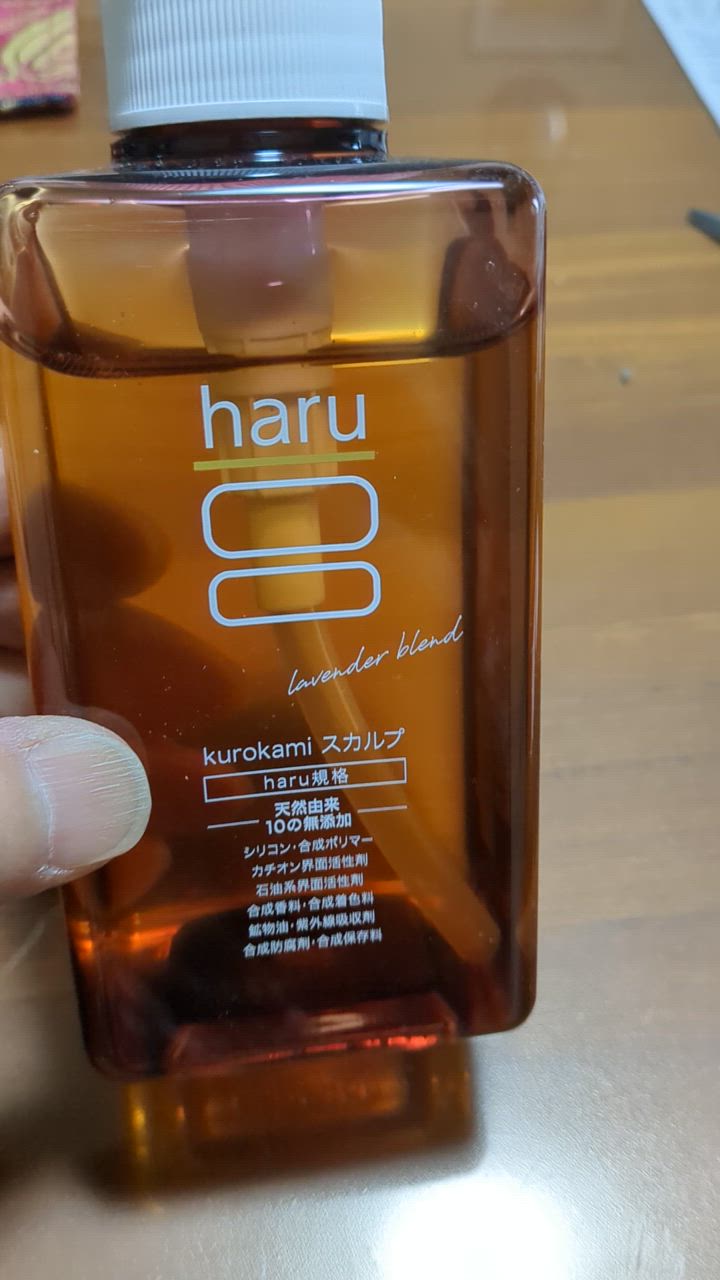 haru
lavender blend
kurokami スカルプ
haru規格
天然由来
10の無添加
シリコン・合成ポリマー
カチオン界面活性剤
石油系界面活性剤
合成香料・合成着色料
鉱物油・紫外線吸収剤
合成防腐剤・合成保存料